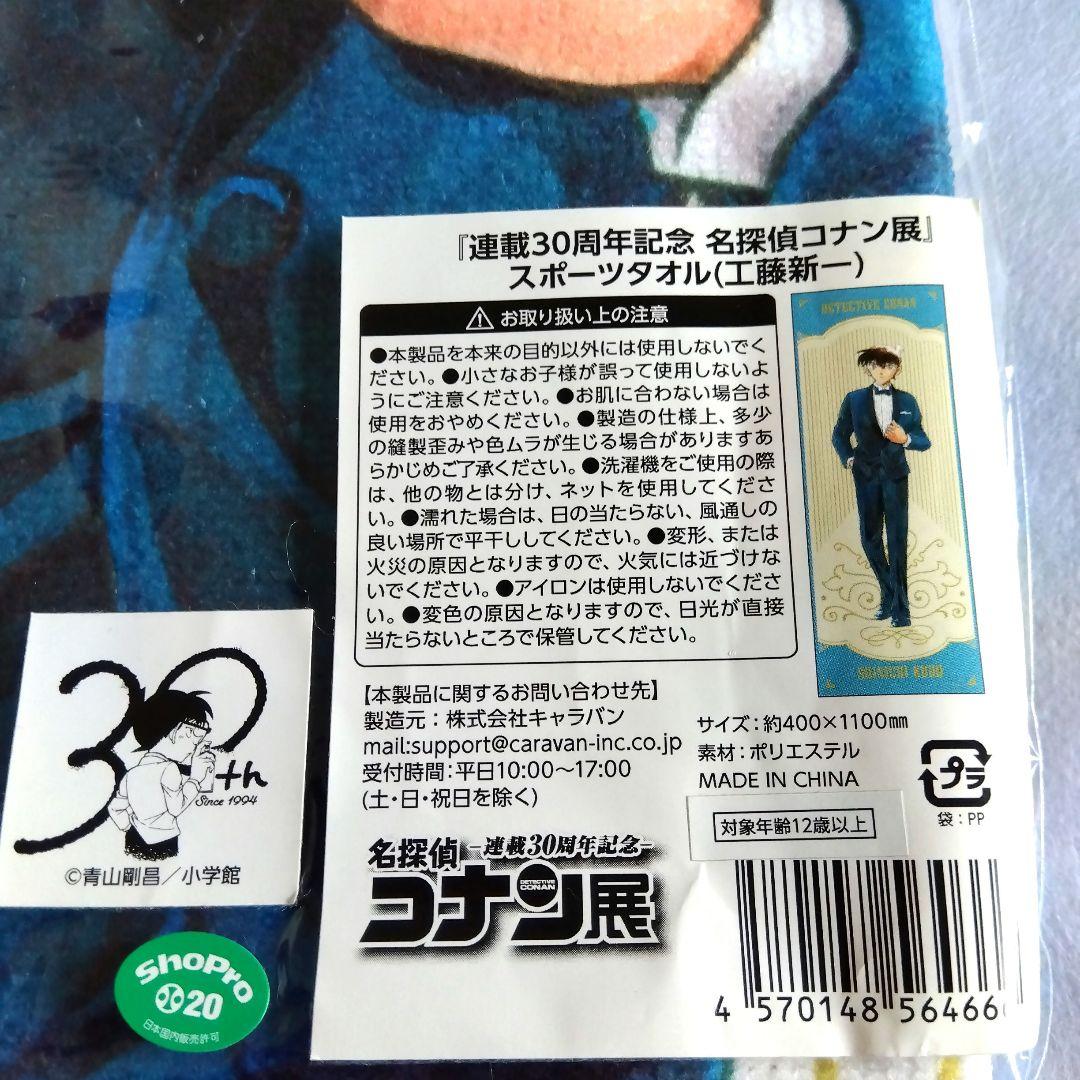 『連載30周年記念 名探偵コナン展』
スポーツタオル(工藤新一)
お取り扱い上の注意
●本製品を本来の目的以外には使用しないでく
ださい。●小さなお子様が誤って使用しないよ
うにご注意ください。●お肌に合わない場合は
使用をおやめください。●製造の仕様上、多少
の縫製歪みや色ムラが生じる場合がありますあ
らかじめご了承ください。●洗濯機をご使用の際
は、他の物とは分け、ネットを使用してくださ
い。●濡れた場合は、日の当たらない、風通しの
良い場所で平干ししてください。●変形、または
火災の原因となりますので、火気には近づけな
いでください。●アイロンは使用しないでくださ
い。●変色の原因となりますので、日光が直接
当たらないところで保管してください。
DETECTIVE CONAN
SHINICHI KUDO
【本製品に関するお問い合わせ先】
製造元：株式会社キャラバン
mail:support@caravan-inc.co.jp
受付時間：平日10:00～17:00
(土・日・祝日を除く)
サイズ：約400×1100㎜
素材：ポリエステル
MADE IN CHINA
対象年齢12歳以上
プラ
袋：PP
-連載30周年記念-
名探偵
コナン展
DETECTIVE CONAN
4 570148 56466
30th
Since 1994
©青山剛昌／小学館
ShoPro
20
日本国内販売許可